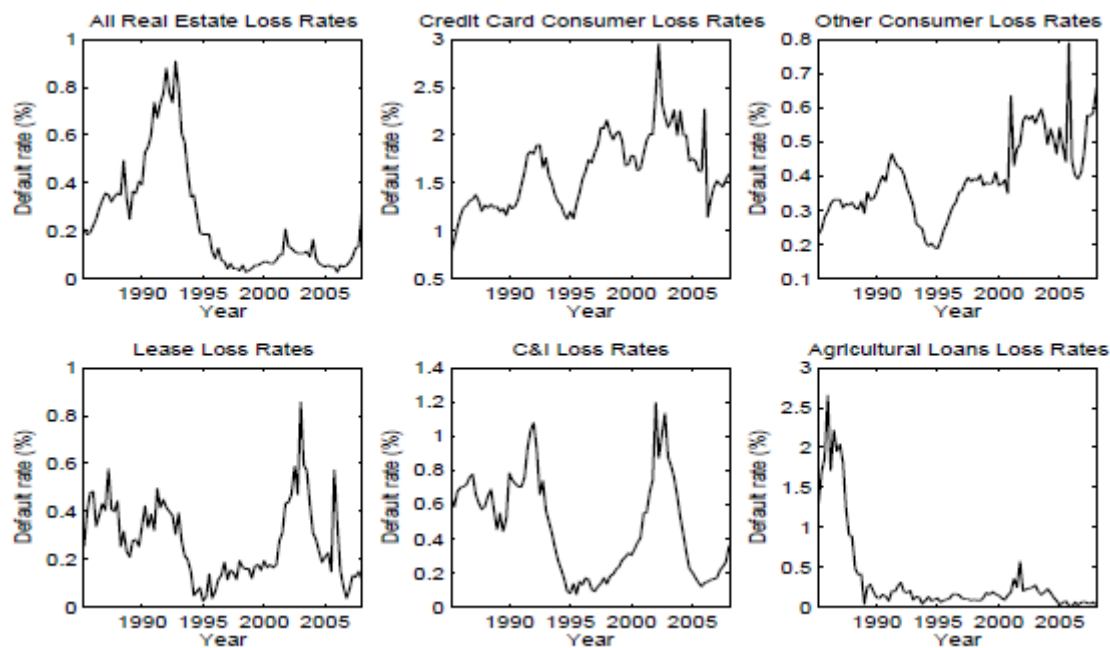 All Real Estate Loss Rates
Default rate (%)
1
0.8
0.6
0.4
0.2
0
1990 1995 2000 2005
Year
Credit Card Consumer Loss Rates
Default rate (%)
3
2.5
2
1.5
1
0.5
1990 1995 2000 2005
Year
Other Consumer Loss Rates
Default rate (%)
0.8
0.7
0.6
0.5
0.4
0.3
0.2
0.1
1990 1995 2000 2005
Year
Lease Loss Rates
Default rate (%)
1
0.8
0.6
0.4
0.2
0
1990 1995 2000 2005
Year
C&I Loss Rates
Default rate (%)
1.4
1.2
1
0.8
0.6
0.4
0.2
0
1990 1995 2000 2005
Year
Agricultural Loans Loss Rates
Default rate (%)
3
2.5
2
1.5
1
0.5
0
1990 1995 2000 2005
Year